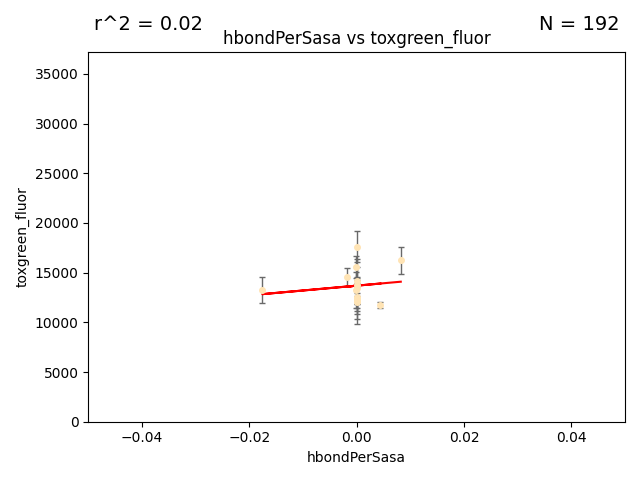 r^2 = 0.02
N = 192
hbondPerSasa vs toxgreen_fluor
35000
30000
25000
20000
15000
10000
5000
0
toxgreen_fluor
−0.04
−0.02
0.00
0.02
0.04
hbondPerSasa